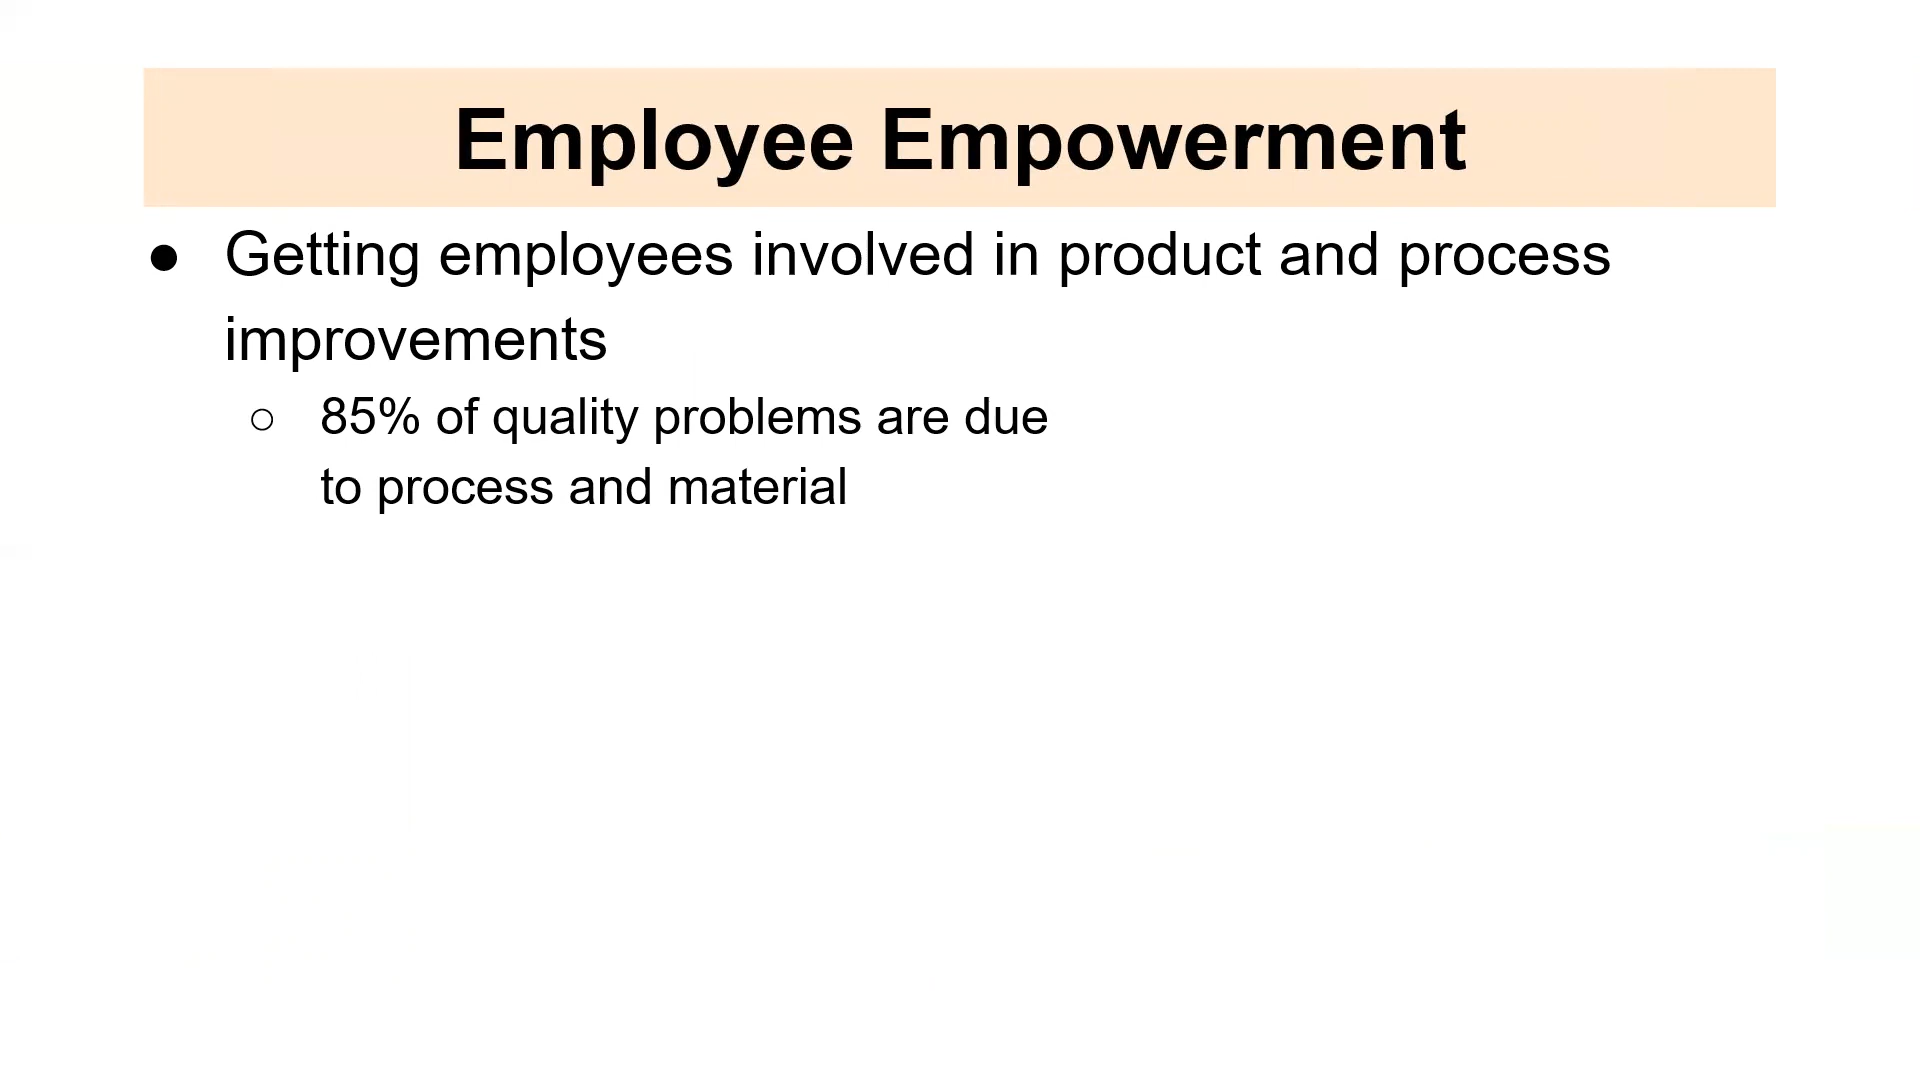 Employee Empowerment
● Getting employees involved in product and process
improvements
○ 85% of quality problems are due
to process and material